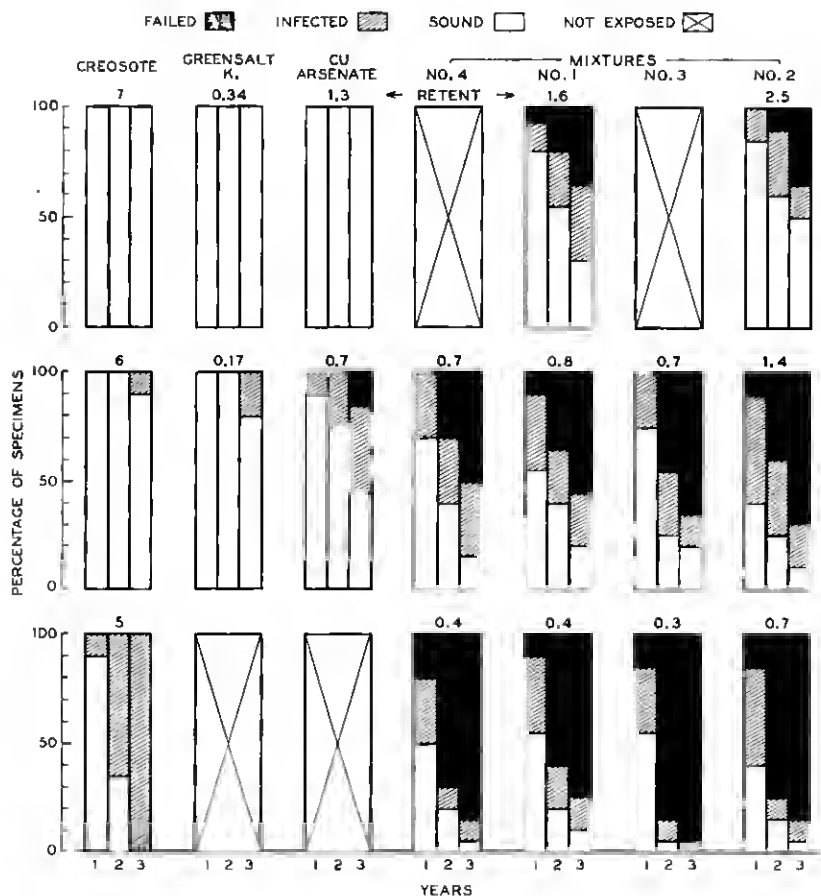 FAILED INFECTED SOUND NOT EXPOSED
MIXTURES
CREOSOTE GREENSALT K. CU ARSENATE NO. 4 NO. 1 NO. 3 NO. 2
7 0.34 1.3 ← RETENT → 1.6 2.5
100
50
0
6 0.17 0.7 0.7 0.8 0.7 1.4
100
50
0
5 0.4 0.4 0.3 0.7
100
50
0
PERCENTAGE OF SPECIMENS
1 2 3 1 2 3 1 2 3 1 2 3 1 2 3 1 2 3 1 2 3
YEARS